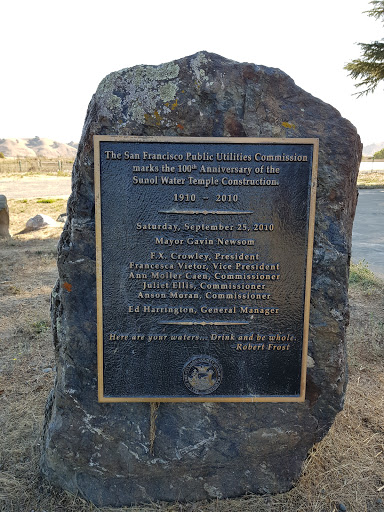 The San Francisco Public Utilities Commission
marks the 100th Anniversary of the
Sunol Water Temple Construction.
1910 - 2010
Saturday, September 25, 2010
Mayor Gavin Newsom
F.X. Crowley, President
Francesca Vietor, Vice President
Ann Moller Caen, Commissioner
Juliet Ellis, Commissioner
Anson Moran, Commissioner
Ed Harrington, General Manager
Here are your waters... Drink and be whole.
Robert Frost